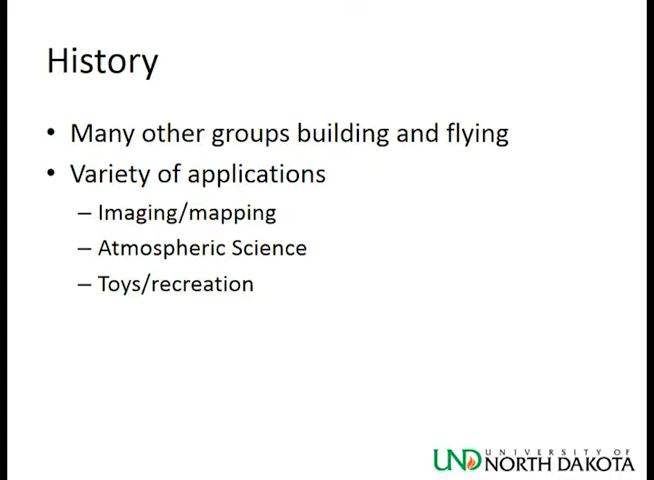 History
• Many other groups building and flying
• Variety of applications
– Imaging/mapping
– Atmospheric Science
– Toys/recreation
UND UNIVERSITY OF
NORTH DAKOTA